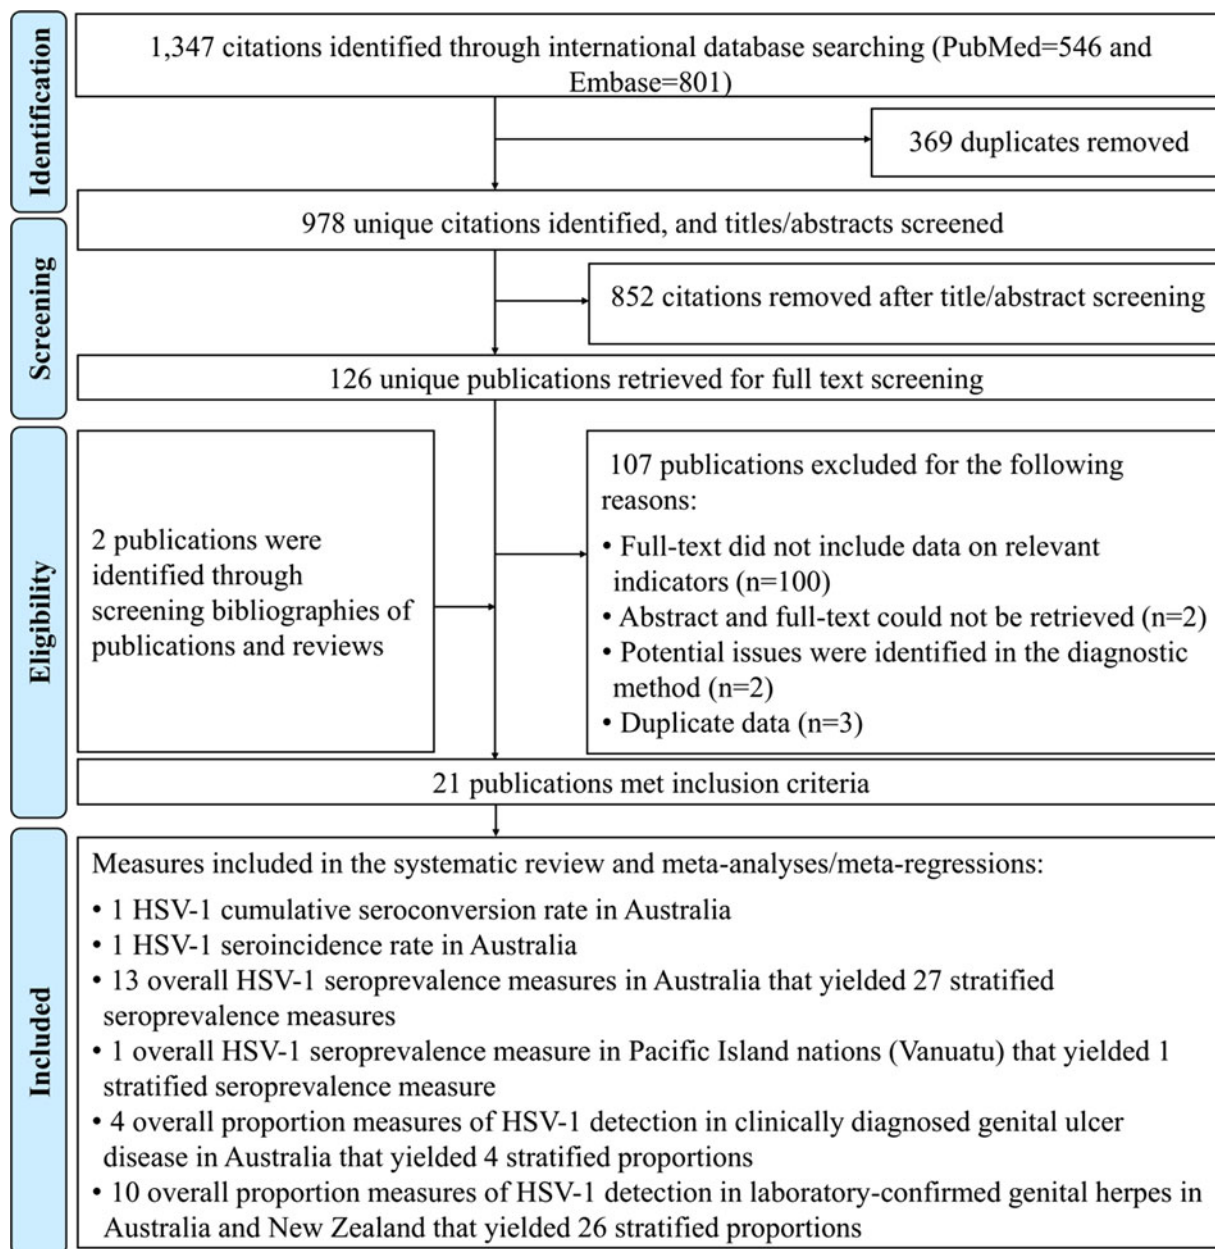 Identification
1,347 citations identified through international database searching (PubMed=546 and
Embase=801)
369 duplicates removed
Screening
978 unique citations identified, and titles/abstracts screened
852 citations removed after title/abstract screening
126 unique publications retrieved for full text screening
Eligibility
2 publications were
identified through
screening bibliographies of
publications and reviews
107 publications excluded for the following
reasons:
• Full-text did not include data on relevant
indicators (n=100)
• Abstract and full-text could not be retrieved (n=2)
• Potential issues were identified in the diagnostic
method (n=2)
• Duplicate data (n=3)
21 publications met inclusion criteria
Included
Measures included in the systematic review and meta-analyses/meta-regressions:
• 1 HSV-1 cumulative seroconversion rate in Australia
• 1 HSV-1 seroincidence rate in Australia
• 13 overall HSV-1 seroprevalence measures in Australia that yielded 27 stratified
seroprevalence measures
• 1 overall HSV-1 seroprevalence measure in Pacific Island nations (Vanuatu) that yielded 1
stratified seroprevalence measure
• 4 overall proportion measures of HSV-1 detection in clinically diagnosed genital ulcer
disease in Australia that yielded 4 stratified proportions
• 10 overall proportion measures of HSV-1 detection in laboratory-confirmed genital herpes in
Australia and New Zealand that yielded 26 stratified proportions